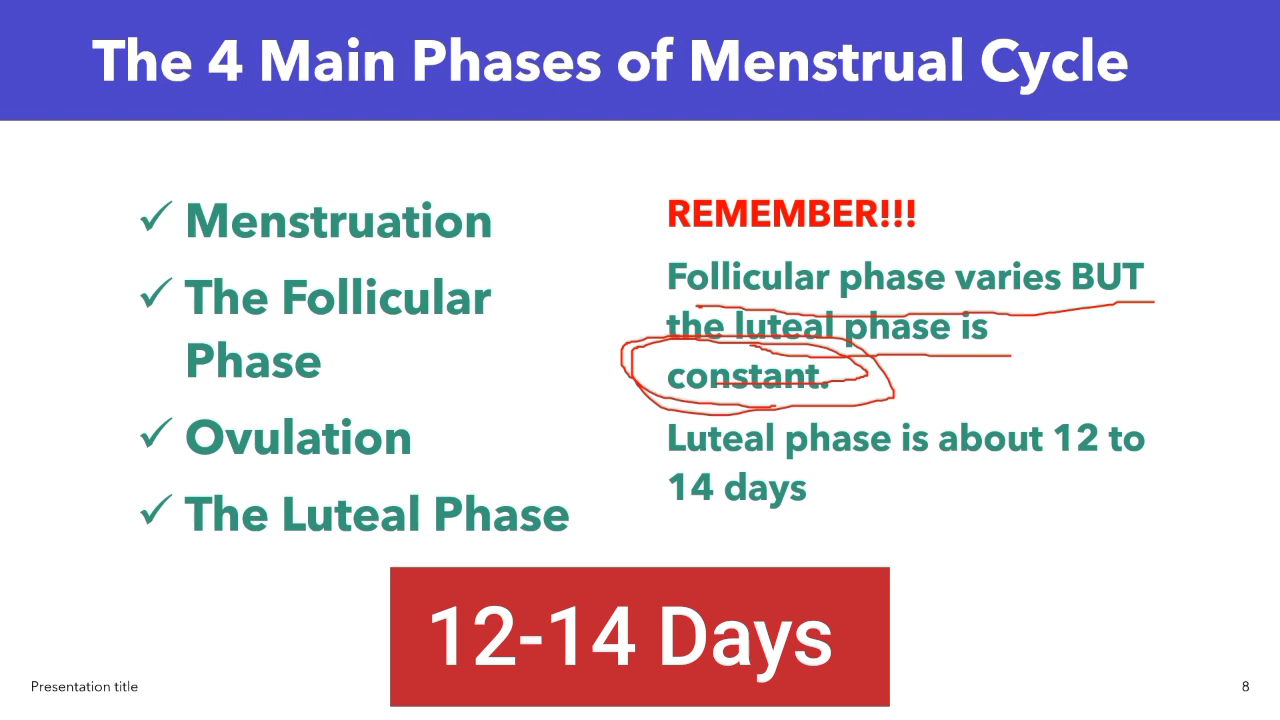 The 4 Main Phases of Menstrual Cycle
✓ Menstruation
✓ The Follicular
Phase
✓ Ovulation
✓ The Luteal Phase
REMEMBER!!!
Follicular phase varies BUT
the luteal phase is
constant.
Luteal phase is about 12 to
14 days
12-14 Days
Presentation title
8